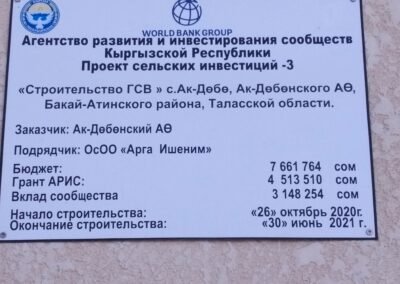 WORLD BANK GROUP
Агентство развития и инвестирования сообществ
Кыргызской Республики
Проект сельских инвестиций -3
«Строительство ГСВ » с.Ак-Дөбө, Ак-Дөбөнского АӨ,
Бакай-Атинского района, Таласской области.
Заказчик: Ак-Дөбөнский АӨ
Подрядчик: ОсОО «Арга Ишеним»
Бюджет: 7 661 764 сом
Грант АРИС: 4 513 510 сом
Вклад сообщества 3 148 254 сом
Начало строительства: «26» октябрь 2020г.
Окончание строительства: «30» июнь 2021 г.